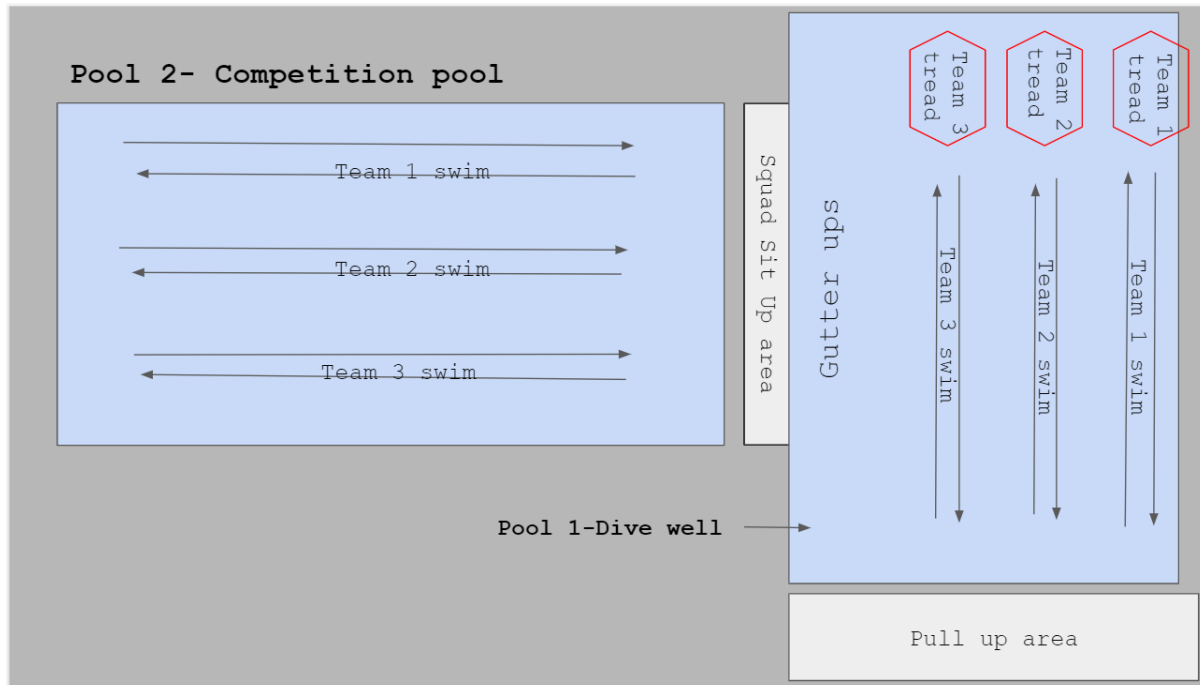 Pool 2- Competition pool
Team 1 swim
Team 2 swim
Team 3 swim
Squad Sit Up area
Gutter ups
Team 3
tread
Team 2
tread
Team 1
tread
Team 3 swim
Team 2 swim
Team 1 swim
Pool 1-Dive well
Pull up area